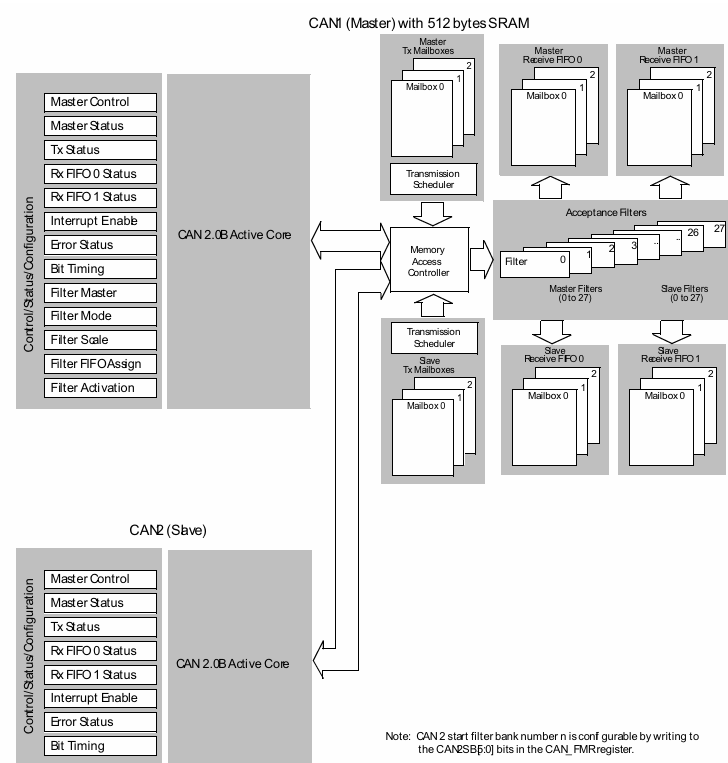 CAN1 (Master) with 512 bytes SRAM
Control/Status/Configuration
Master Control
Master Status
Tx Status
Rx FIFO 0 Status
Rx FIFO 1 Status
Interrupt Enable
Error Status
Bit Timing
Filter Master
Filter Mode
Filter Scale
Filter FIFO Assign
Filter Activation
CAN 2.0B Active Core
Master
Tx Mailboxes
2
1
Mailbox 0
Transmission
Scheduler
Memory
Access
Controller
Transmission
Scheduler
Slave
Tx Mailboxes
2
1
Mailbox 0
Master
Receive FIFO 0
2
1
Mailbox 0
Master
Receive FIFO 1
2
1
Mailbox 0
Acceptance Filters
Filter 0 1 2 3 .. .. 26 27
Master Filters
(0 to 27)
Slave Filters
(0 to 27)
Slave
Receive FIFO 0
2
1
Mailbox 0
Slave
Receive FIFO 1
2
1
Mailbox 0
CAN2 (Slave)
Control/Status/Configuration
Master Control
Master Status
Tx Status
Rx FIFO 0 Status
Rx FIFO 1 Status
Interrupt Enable
Error Status
Bit Timing
CAN 2.0B Active Core
Note: CAN 2 start filter bank number n is configurable by writing to
the CAN2SB[5:0] bits in the CAN_FMR register.